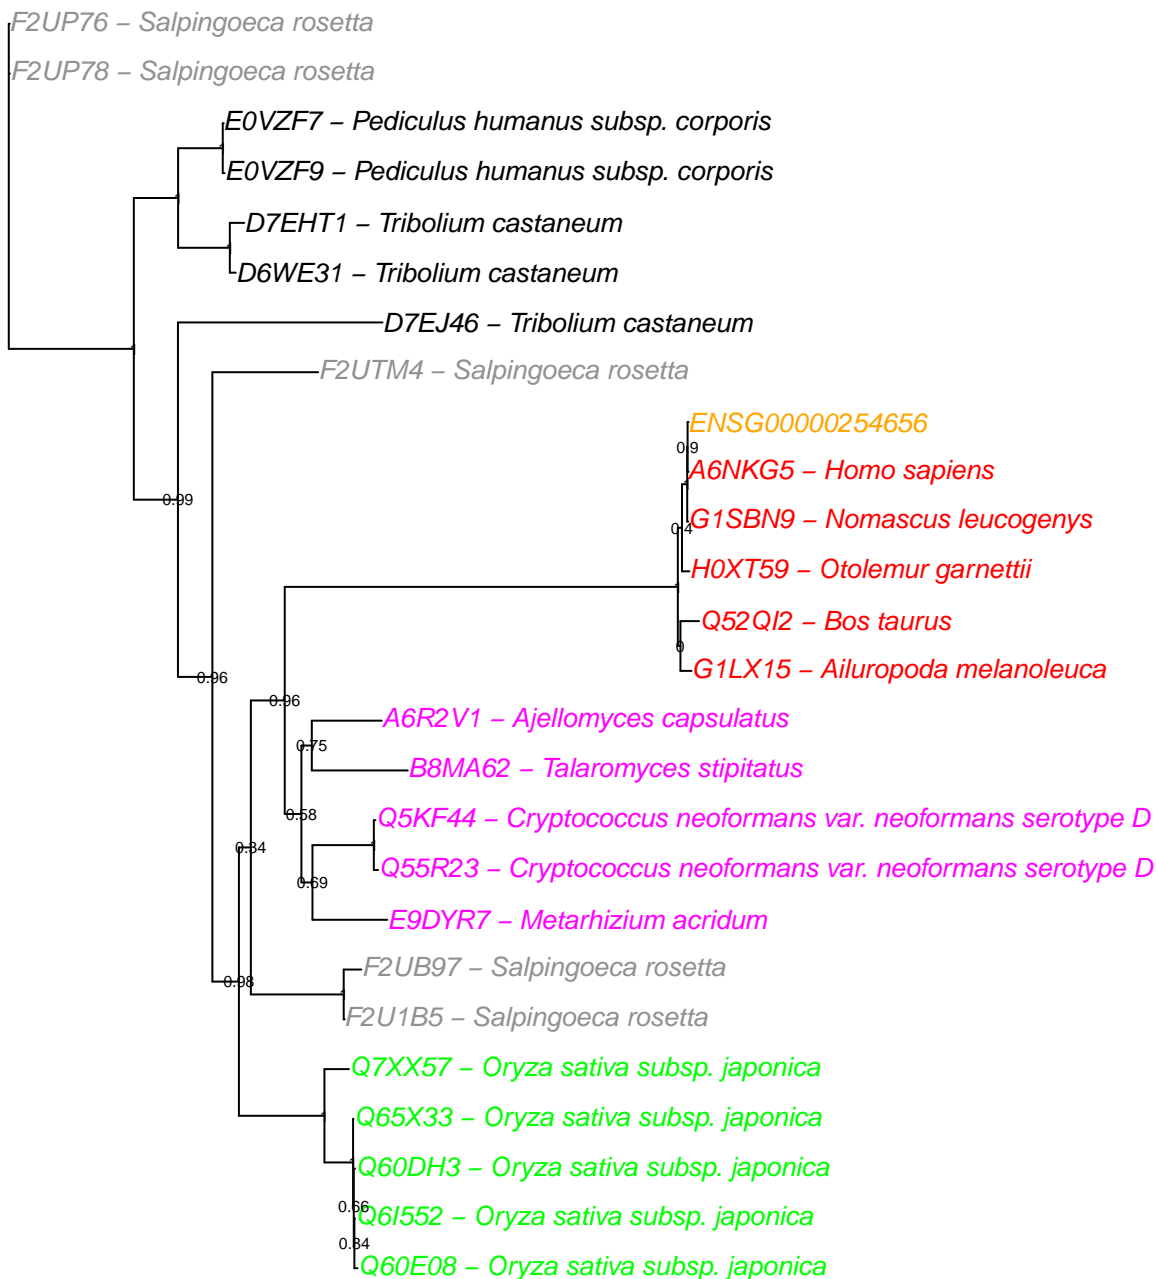 F2UP76 – Salpingoeca rosetta
F2UP78 – Salpingoeca rosetta
E0VZF7 – Pediculus humanus subsp. corporis
E0VZF9 – Pediculus humanus subsp. corporis
D7EHT1 – Tribolium castaneum
D6WE31 – Tribolium castaneum
D7EJ46 – Tribolium castaneum
F2UTM4 – Salpingoeca rosetta
ENSG00000254656
0.9
A6NKG5 – Homo sapiens
G1SBN9 – Nomascus leucogenys
0.4
H0XT59 – Otolemur garnettii
Q52QI2 – Bos taurus
0
G1LX15 – Ailuropoda melanoleuca
0.99
0.96
0.96
A6R2V1 – Ajellomyces capsulatus
0.75
B8MA62 – Talaromyces stipitatus
0.58
Q5KF44 – Cryptococcus neoformans var. neoformans serotype D
0.84
Q55R23 – Cryptococcus neoformans var. neoformans serotype D
0.69
E9DYR7 – Metarhizium acridum
F2UB97 – Salpingoeca rosetta
0.98
F2U1B5 – Salpingoeca rosetta
Q7XX57 – Oryza sativa subsp. japonica
Q65X33 – Oryza sativa subsp. japonica
Q60DH3 – Oryza sativa subsp. japonica
0.66
Q6I552 – Oryza sativa subsp. japonica
0.84
Q60E08 – Oryza sativa subsp. japonica